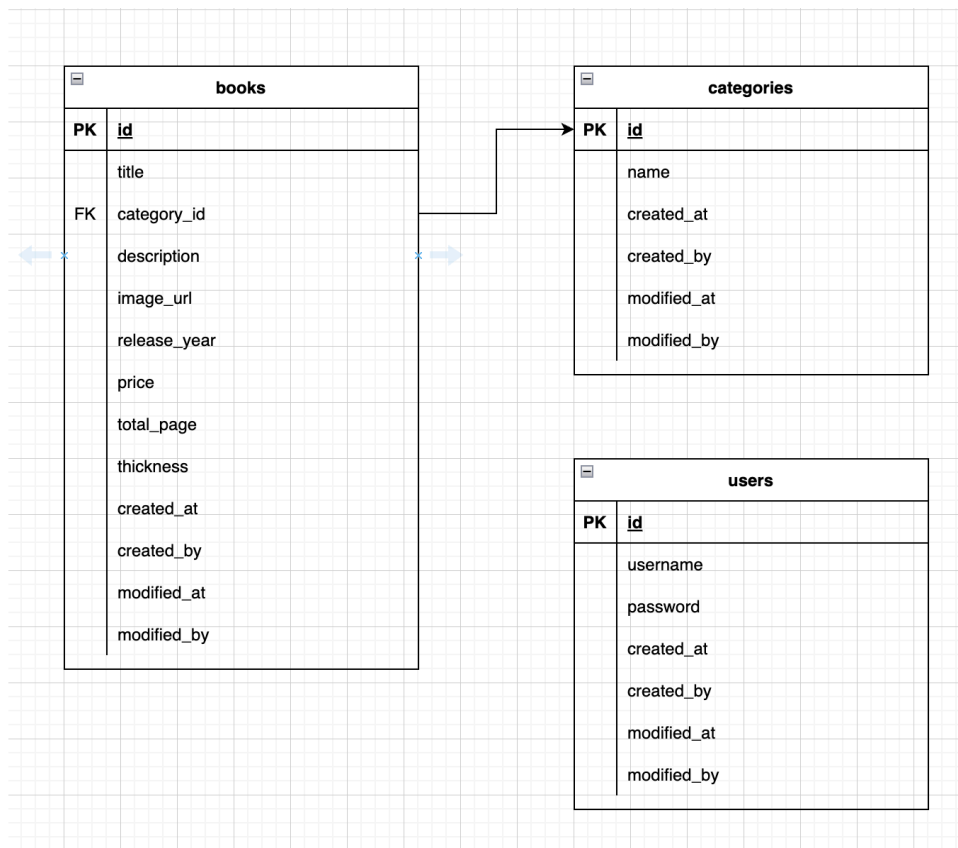 books
PK id
title
FK category_id
description
image_url
release_year
price
total_page
thickness
created_at
created_by
modified_at
modified_by
categories
PK id
name
created_at
created_by
modified_at
modified_by
users
PK id
username
password
created_at
created_by
modified_at
modified_by